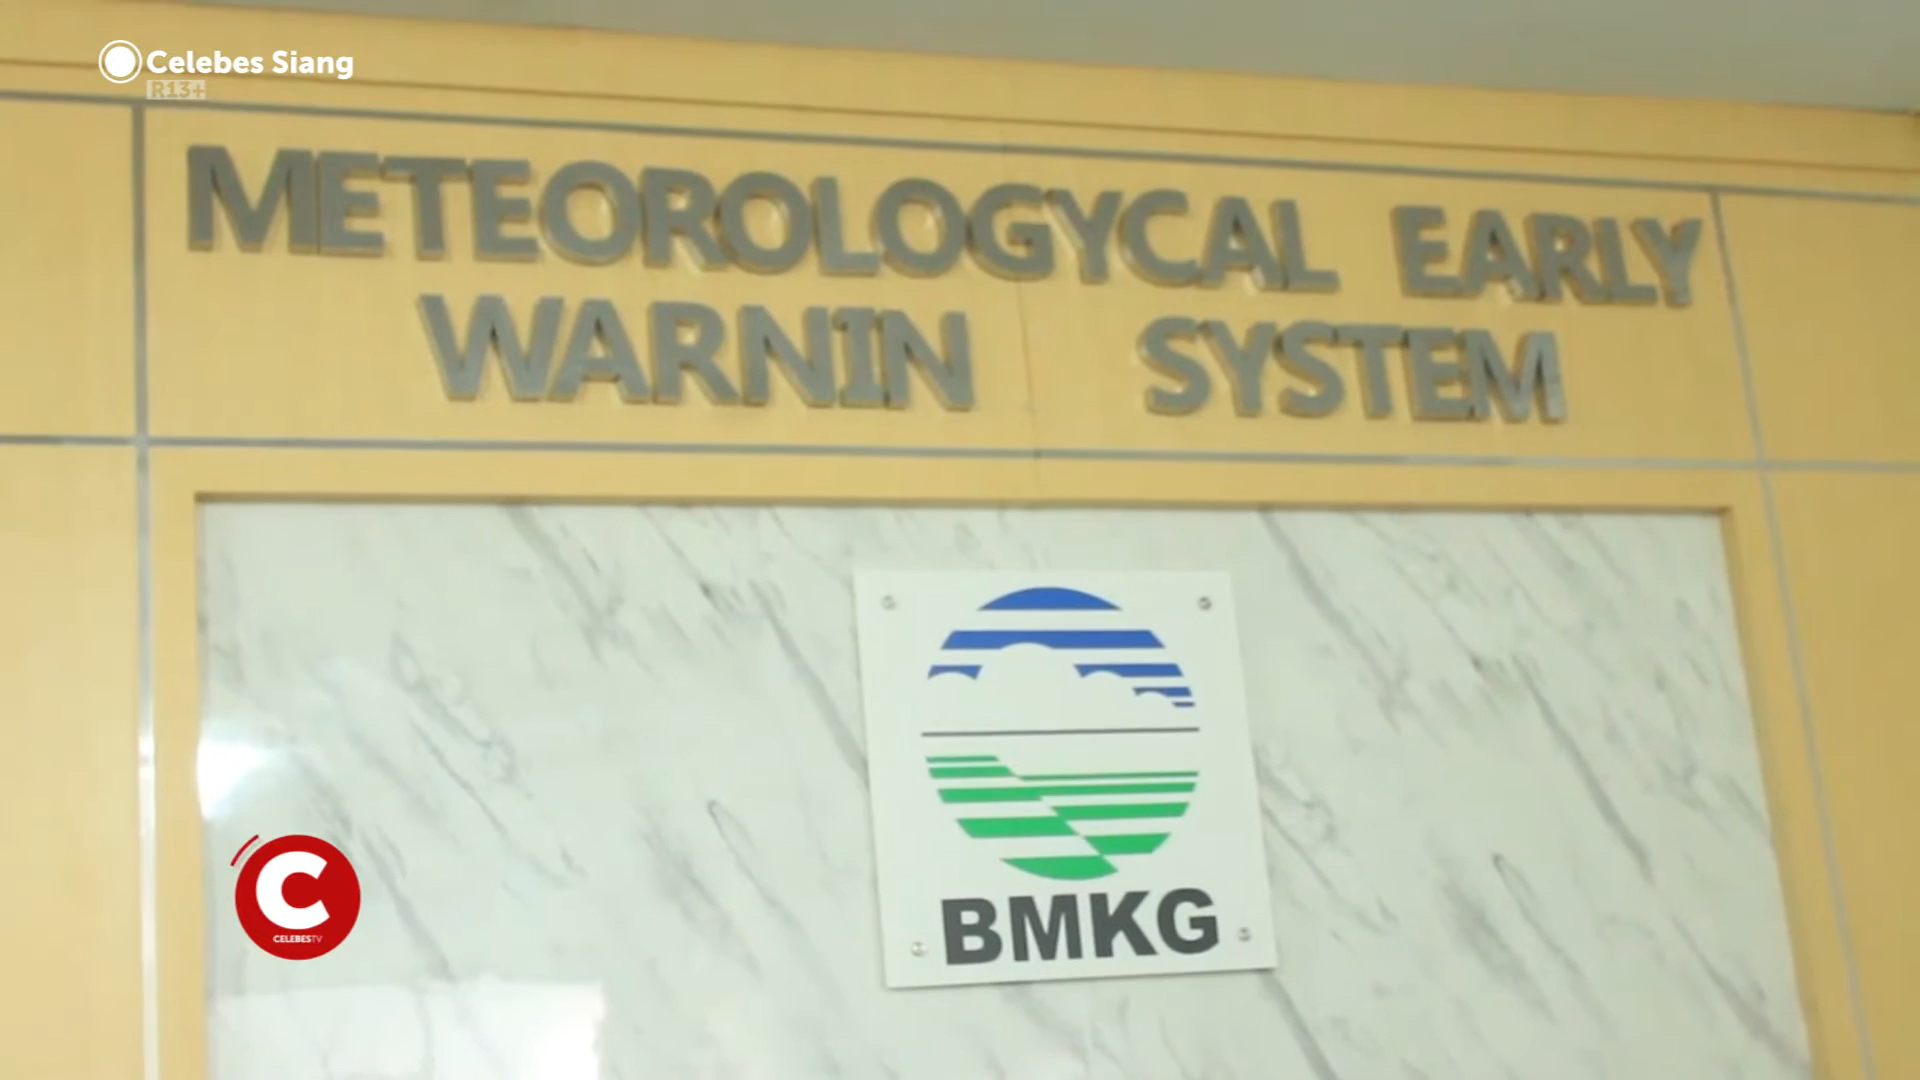 Celebes Siang
R13+
METEOROLOGYCAL EARLY
WARNIN SYSTEM
BMKG
C
CELEBESTV